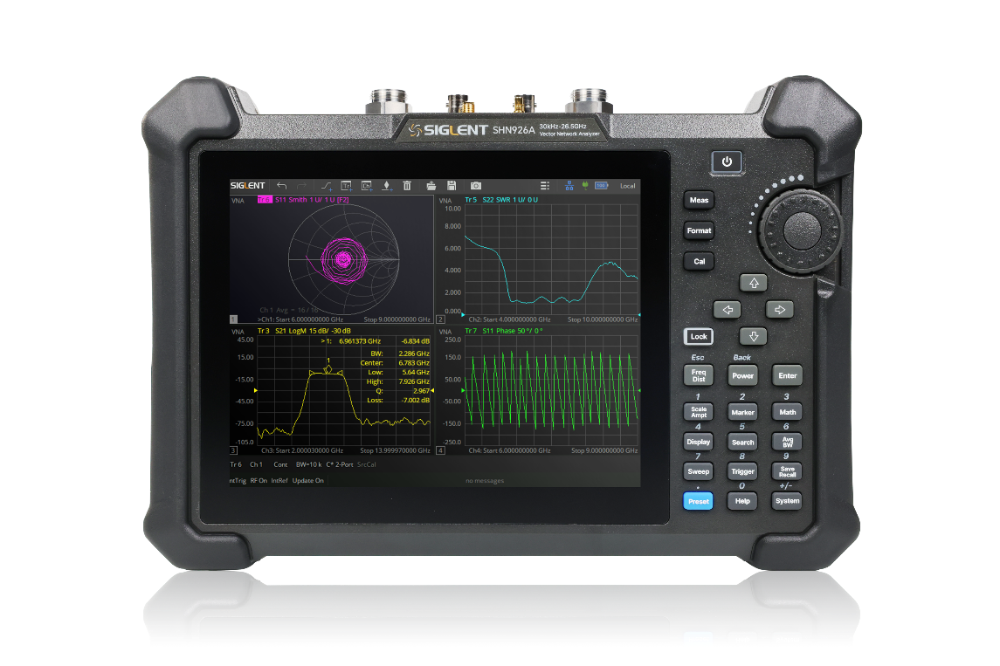 SIGLENT SHN926A 30kHz-26.5GHz
Vector Network Analyzer
SIGLENT Tr Ch Local
VNA Tr 6 S11 Smith 1 U/ 1 U [F2]
Ch 1 Avg = 16 / 16
1 >Ch1: Start 6.000000000 GHz Stop 9.000000000 GHz
VNA Tr 5 S22 SWR 1 U/ 0 U
10.00
8.000
6.000
4.000
2.000
0.000
2 Ch2: Start 4.000000000 GHz Stop 10.000000000 GHz
VNA Tr 3 S21 LogM 15 dB/ -30 dB
45.00
15.00
-15.00
-45.00
-75.00
-105.0
> 1: 6.961373 GHz -6.834 dB
1
BW: 2.286 GHz
Center: 6.783 GHz
Low: 5.64 GHz
High: 7.926 GHz
Q: 2.967
Loss: -7.002 dB
3 Ch3: Start 2.000030000 GHz Stop 13.999970000 GHz
VNA Tr 7 S11 Phase 50 °/ 0 °
250.0
150.0
50.00
-50.00
-150.0
-250.0
4 Ch4: Start 6.000000000 GHz Stop 9.000000000 GHz
Tr 6 Ch 1 Cont BW=10 k C* 2-Port SrcCal
ntTrig RF On IntRef Update On no messages
Meas
Format
Cal
Lock
Esc Back
Freq Dist Power Enter
1 2 3
Scale Ampt Marker Math
4 5 6
Display Search Avg BW
7 8 9
Sweep Trigger Save Recall
. 0 +/-
Preset Help System